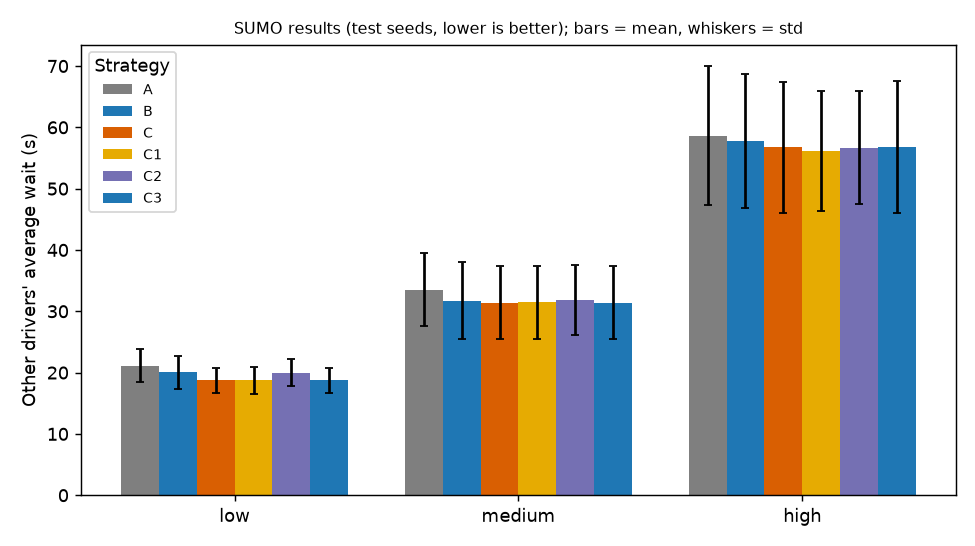 SUMO results (test seeds, lower is better); bars = mean, whiskers = std
Other drivers' average wait (s)
70
60
50
40
30
20
10
0
Strategy
A
B
C
C1
C2
C3
low medium high